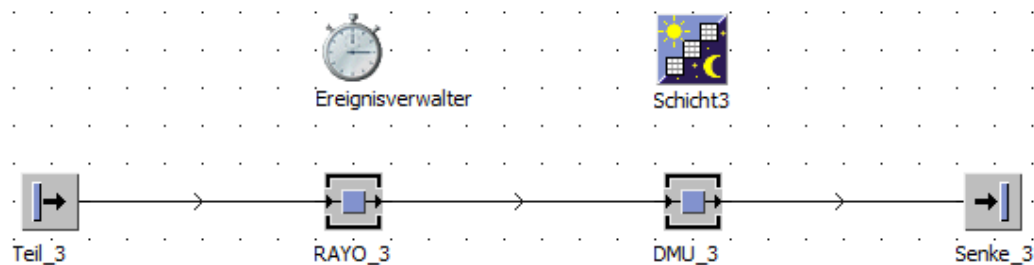 Ereignisverwalter
Schicht3
Teil_3
RAYO_3
DMU_3
Senke_3